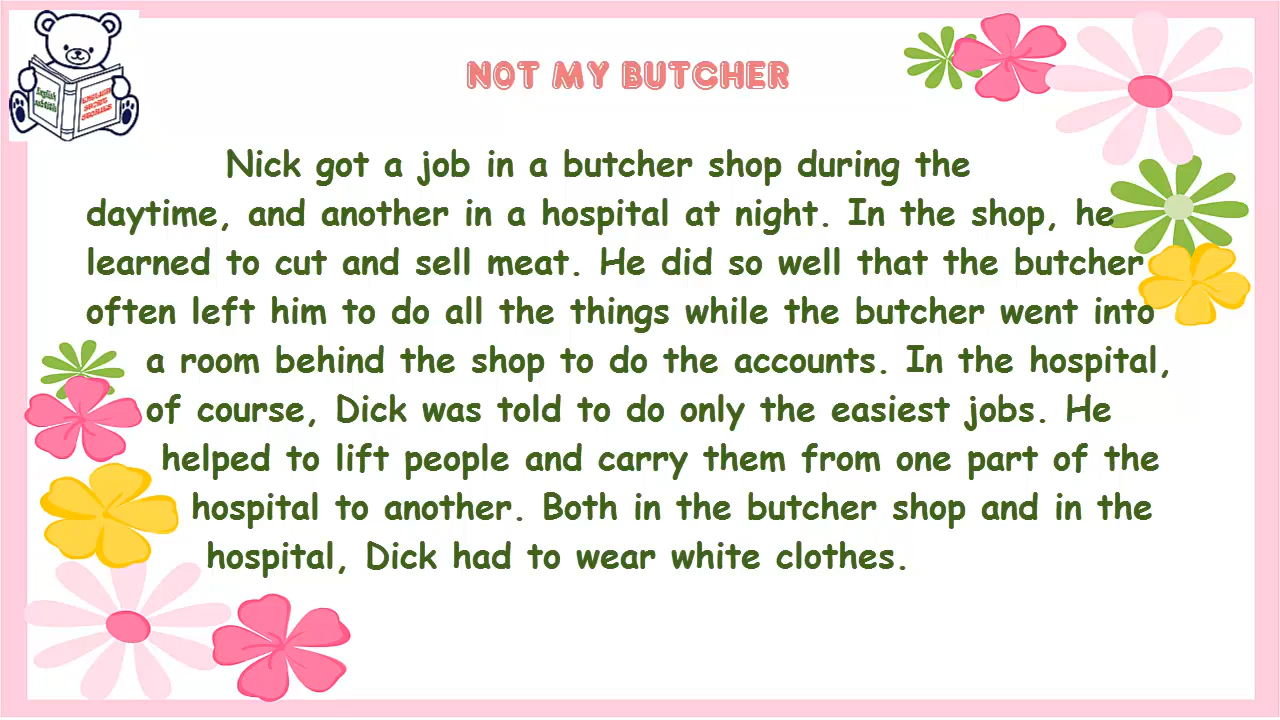 NOT MY BUTCHER
Nick got a job in a butcher shop during the
daytime, and another in a hospital at night. In the shop, he
learned to cut and sell meat. He did so well that the butcher
often left him to do all the things while the butcher went into
a room behind the shop to do the accounts. In the hospital,
of course, Dick was told to do only the easiest jobs. He
helped to lift people and carry them from one part of the
hospital to another. Both in the butcher shop and in the
hospital, Dick had to wear white clothes.
English
ENGLISH
SHORT
STORIES